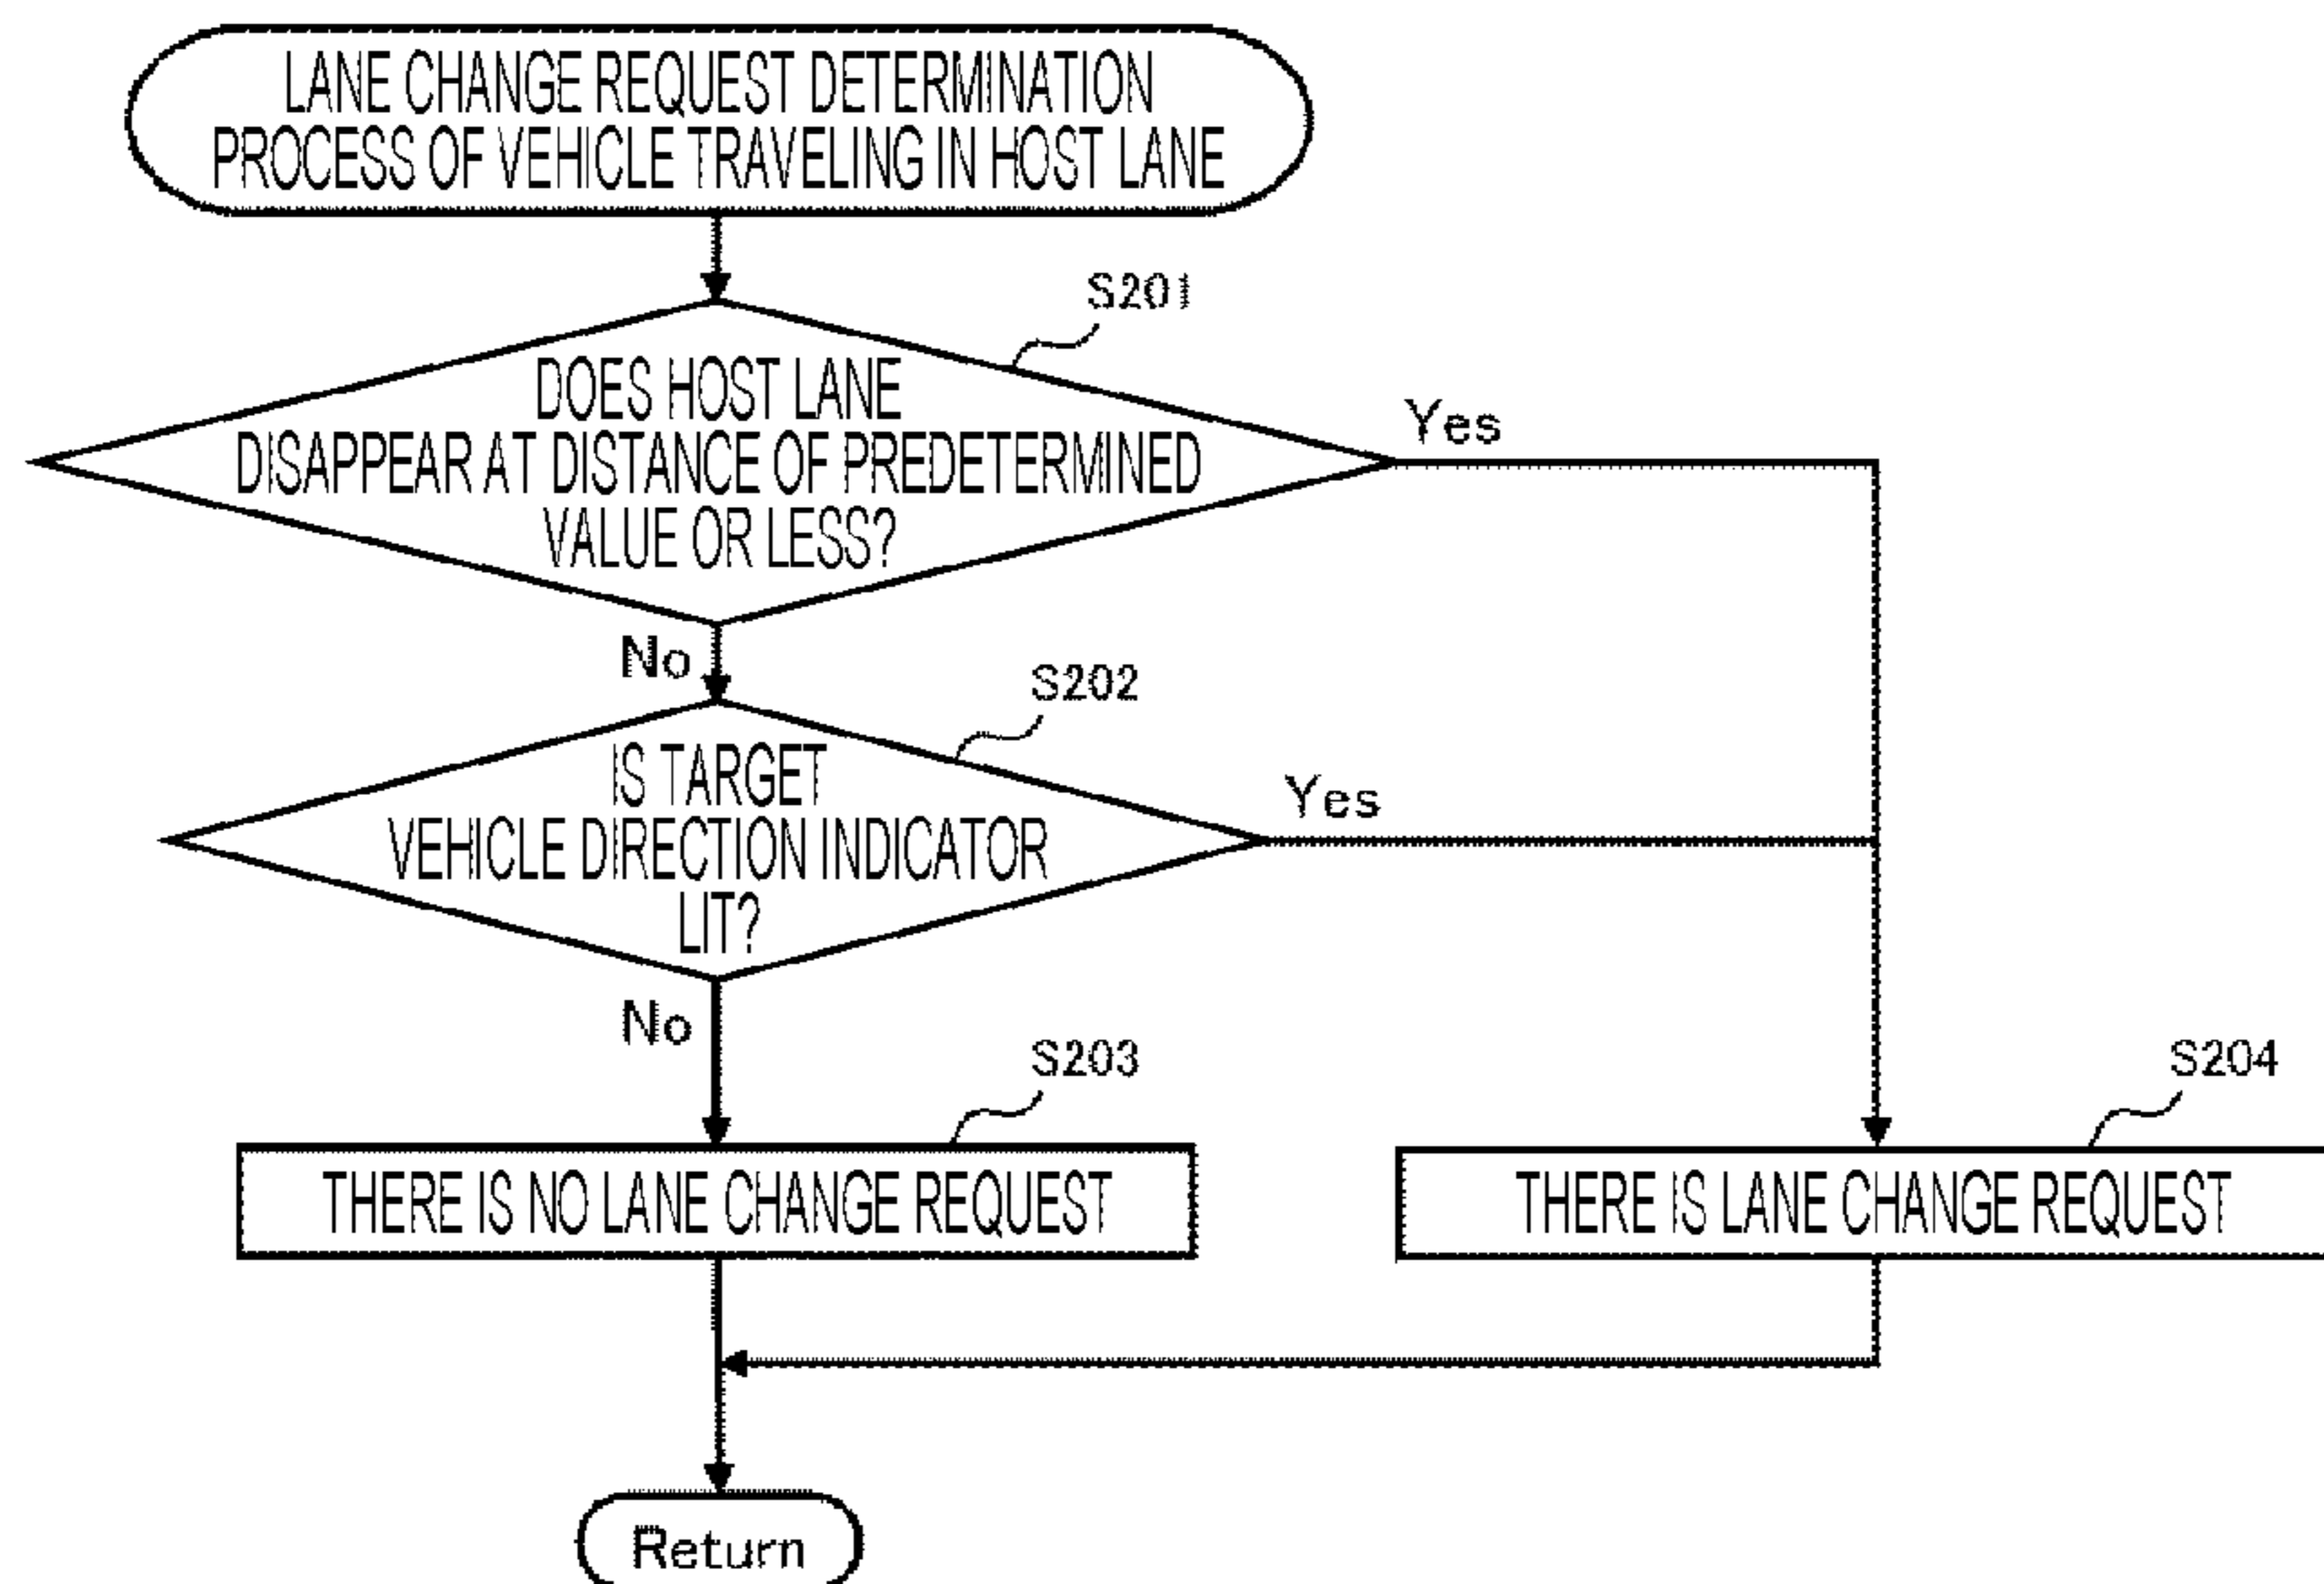 LANE CHANGE REQUEST DETERMINATION
PROCESS OF VEHICLE TRAVELING IN HOST LANE
S201
DOES HOST LANE
DISAPPEAR AT DISTANCE OF PREDETERMINED
VALUE OR LESS?
Yes
No
S202
IS TARGET
VEHICLE DIRECTION INDICATOR
LIT?
Yes
No
S203
THERE IS NO LANE CHANGE REQUEST
S204
THERE IS LANE CHANGE REQUEST
Return